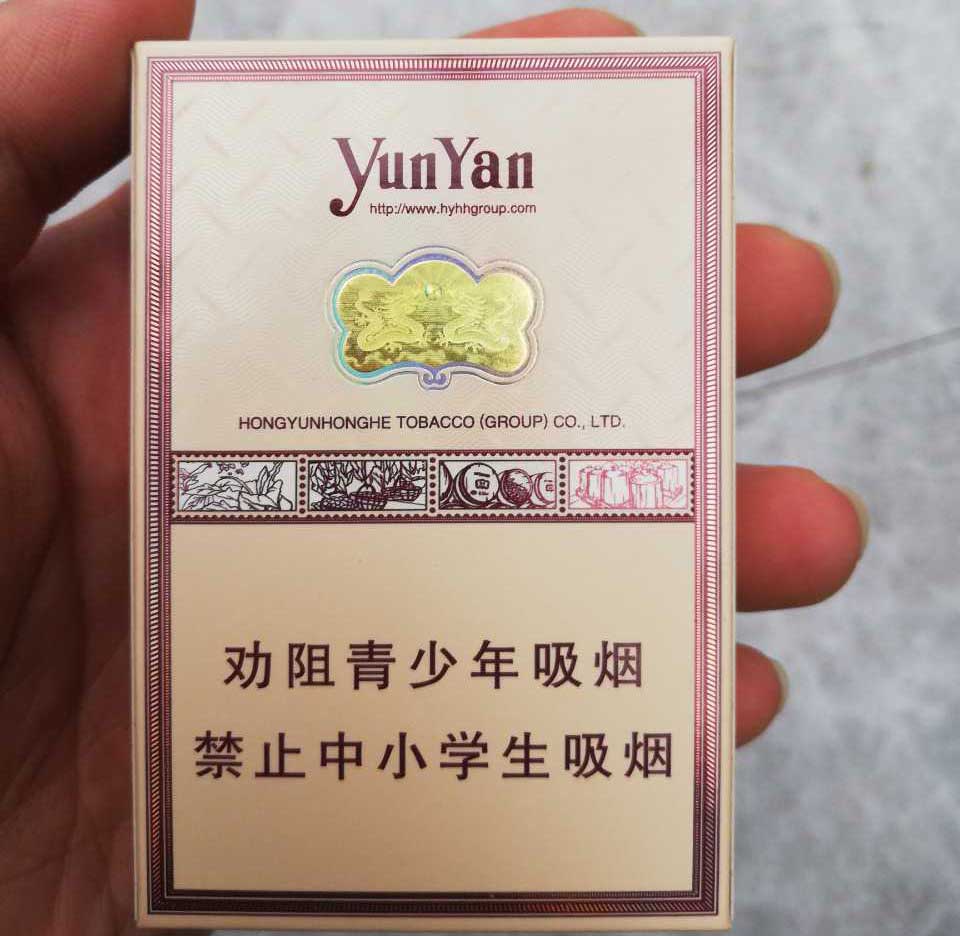 YunYan
http://www.hyhhgroup.com
HONGYUNHONGHE TOBACCO (GROUP) CO., LTD.
劝阻青少年吸烟
禁止中小学生吸烟